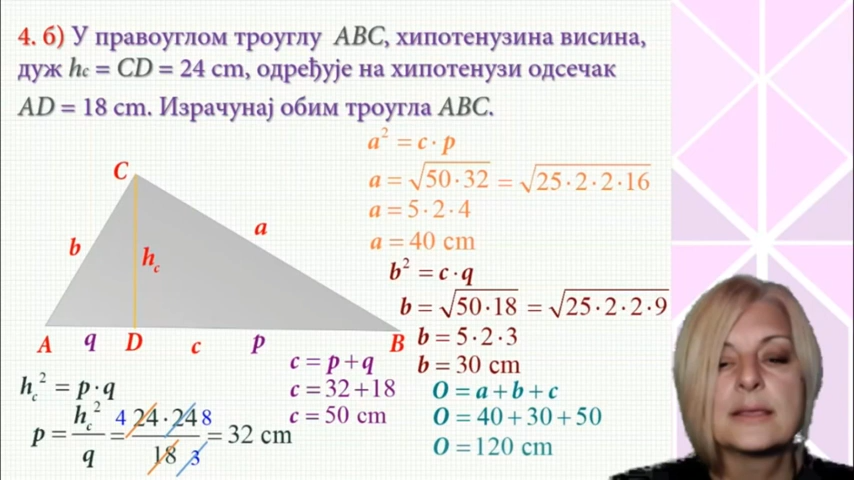 4. б) У правоуглом троуглу ABC, хипотенузина висина,
дуж hc = CD = 24 cm, одређује на хипотенузи одсечак
AD = 18 cm. Израчунај обим троугла ABC.
a² = c · p
a = √50·32 = √25·2·2·16
a = 5·2·4
a = 40 cm
C
b
a
hc
A
q
D
c
p
B
b² = c · q
b = √50·18 = √25·2·2·9
b = 5·2·3
b = 30 cm
hc² = p · q
p = hc²/q = 4 24·24 8 / 18 3 = 32 cm
c = p + q
c = 32 + 18
c = 50 cm
O = a + b + c
O = 40 + 30 + 50
O = 120 cm